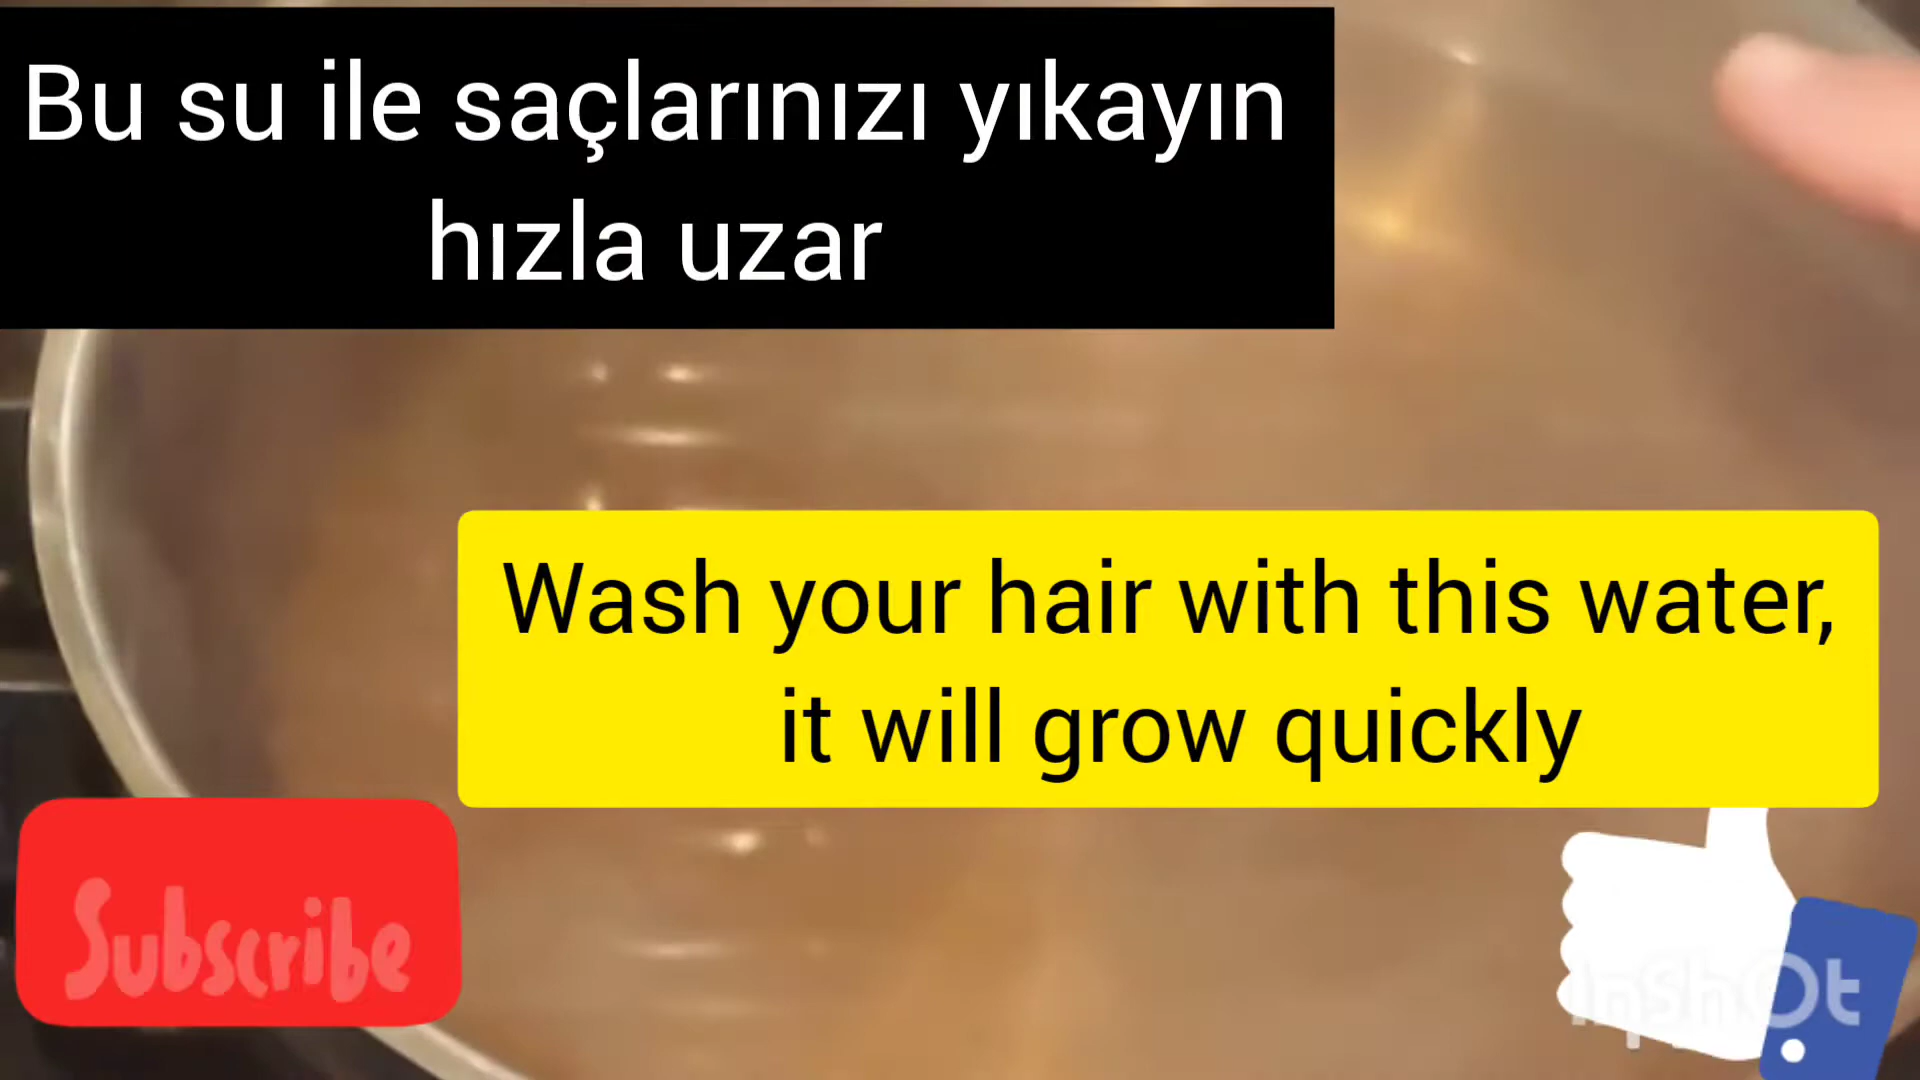 Bu su ile saçlarınızı yıkayın
hızla uzar
Wash your hair with this water,
it will grow quickly
Subscribe
InShOt